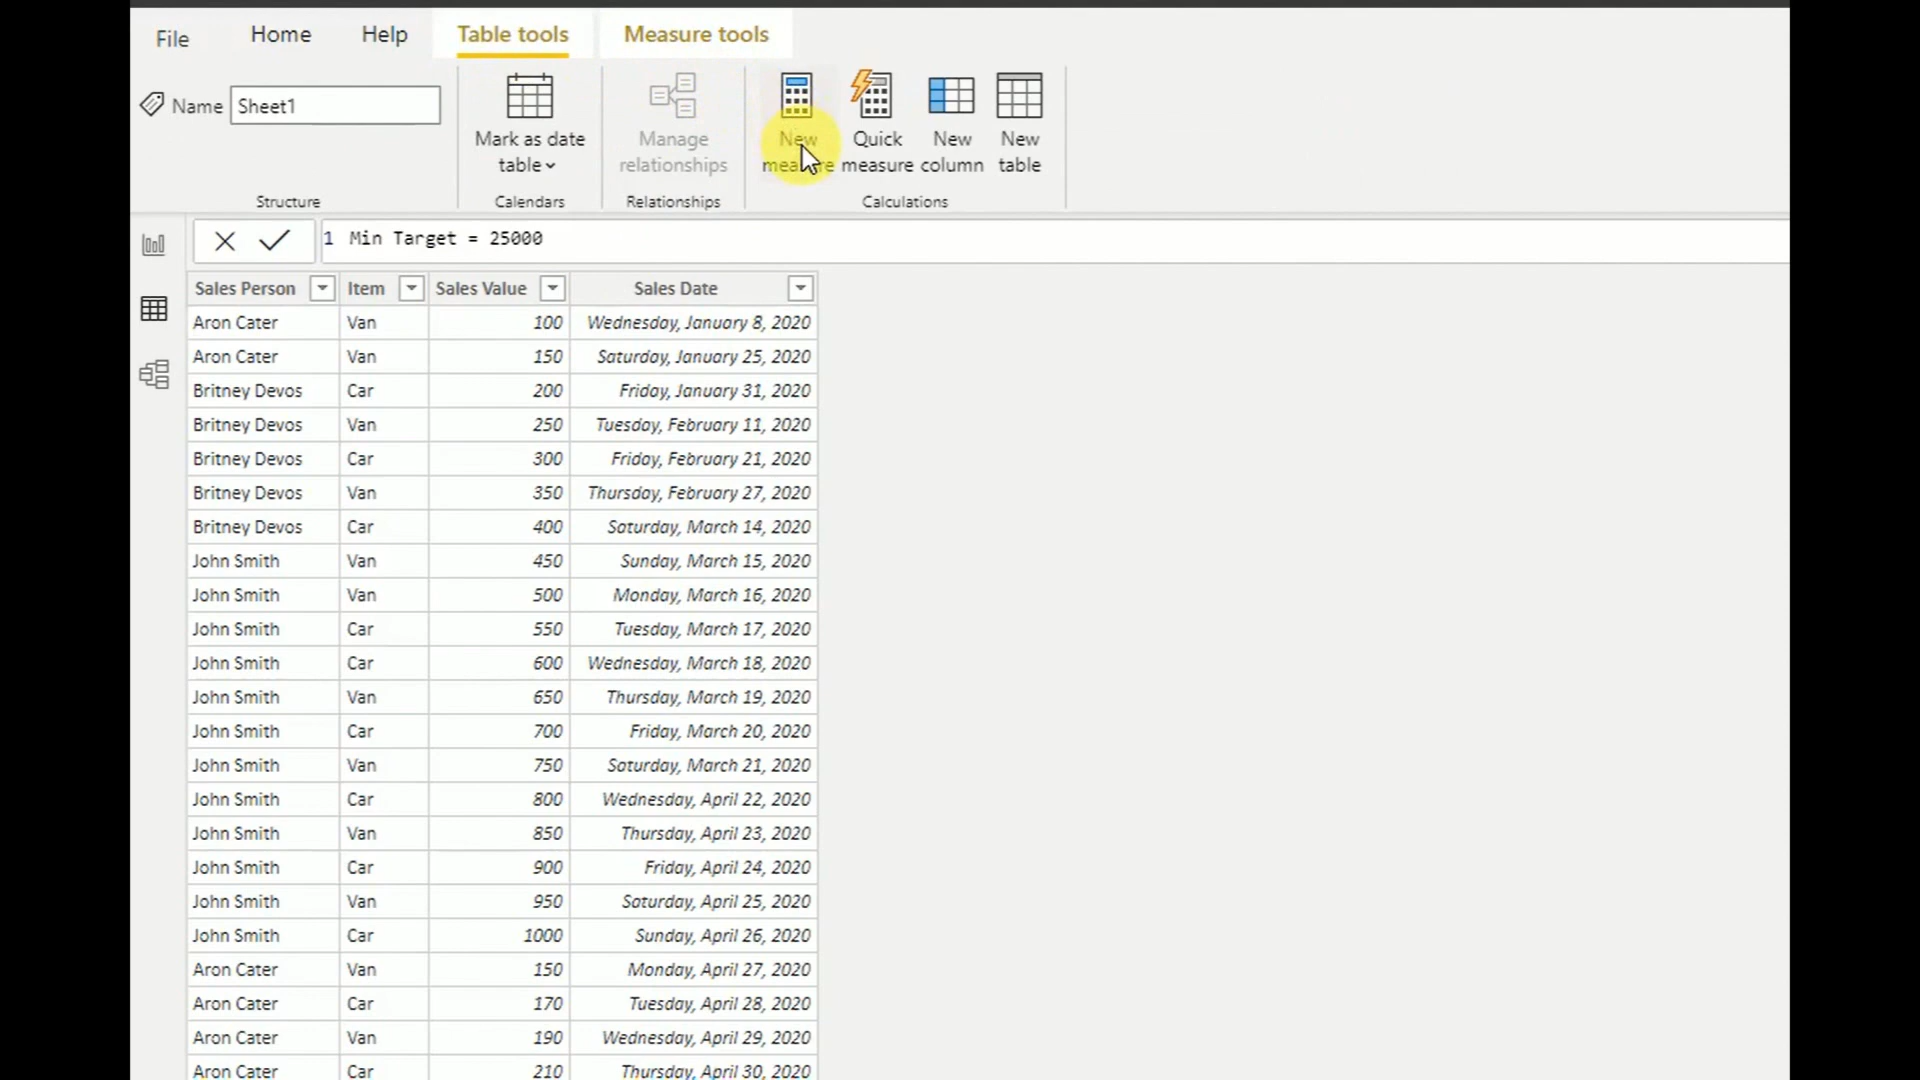 File Home Help Table tools Measure tools
Name Sheet1
Mark as date table
Manage relationships
New measure
Quick measure
New column
New table
Structure Calendars Relationships Calculations
1 Min Target = 25000
Sales Person Item Sales Value Sales Date
Aron Cater Van 100 Wednesday, January 8, 2020
Aron Cater Van 150 Saturday, January 25, 2020
Britney Devos Car 200 Friday, January 31, 2020
Britney Devos Van 250 Tuesday, February 11, 2020
Britney Devos Car 300 Friday, February 21, 2020
Britney Devos Van 350 Thursday, February 27, 2020
Britney Devos Car 400 Saturday, March 14, 2020
John Smith Van 450 Sunday, March 15, 2020
John Smith Van 500 Monday, March 16, 2020
John Smith Car 550 Tuesday, March 17, 2020
John Smith Car 600 Wednesday, March 18, 2020
John Smith Van 650 Thursday, March 19, 2020
John Smith Car 700 Friday, March 20, 2020
John Smith Van 750 Saturday, March 21, 2020
John Smith Car 800 Wednesday, April 22, 2020
John Smith Van 850 Thursday, April 23, 2020
John Smith Car 900 Friday, April 24, 2020
John Smith Van 950 Saturday, April 25, 2020
John Smith Car 1000 Sunday, April 26, 2020
Aron Cater Van 150 Monday, April 27, 2020
Aron Cater Car 170 Tuesday, April 28, 2020
Aron Cater Van 190 Wednesday, April 29, 2020
Aron Cater Car 210 Thursday, April 30, 2020